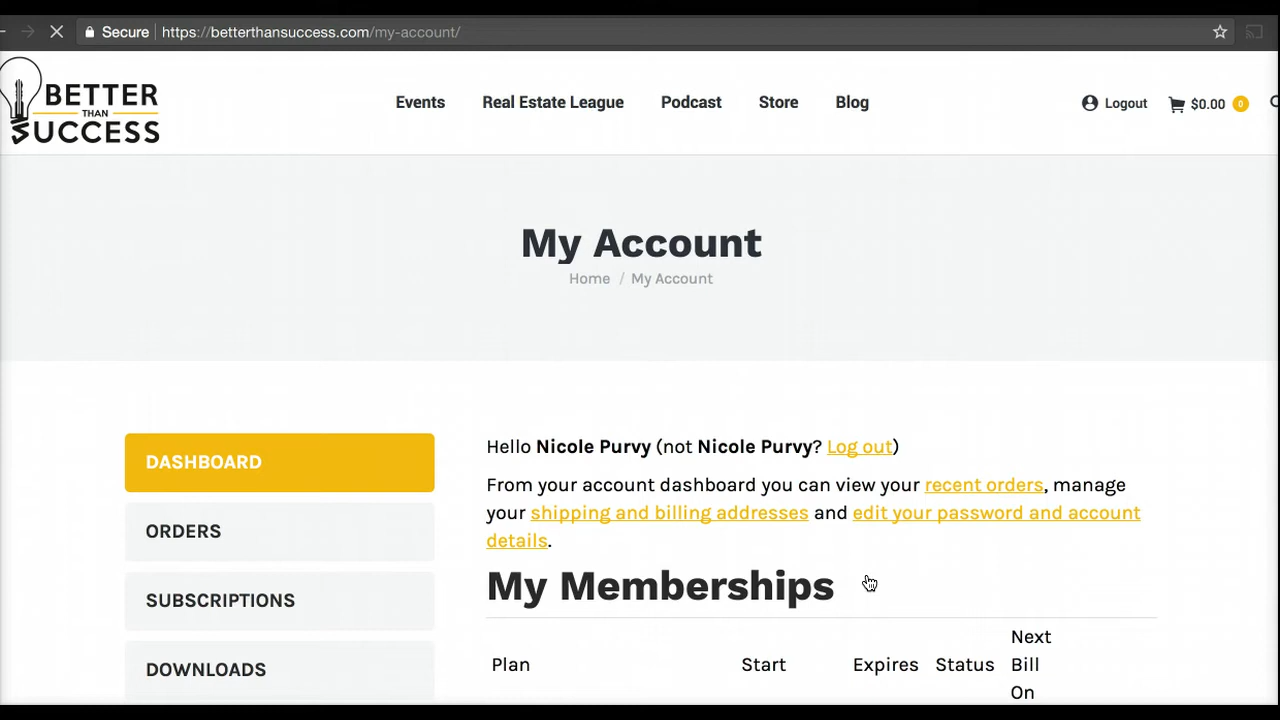 Secure https://betterthansuccess.com/my-account/
BETTER
THAN
SUCCESS
Events Real Estate League Podcast Store Blog
Logout $0.00 0
My Account
Home / My Account
DASHBOARD
ORDERS
SUBSCRIPTIONS
DOWNLOADS
Hello Nicole Purvy (not Nicole Purvy? Log out)
From your account dashboard you can view your recent orders, manage
your shipping and billing addresses and edit your password and account
details.
My Memberships
Plan Start Expires Status Next
Bill
On